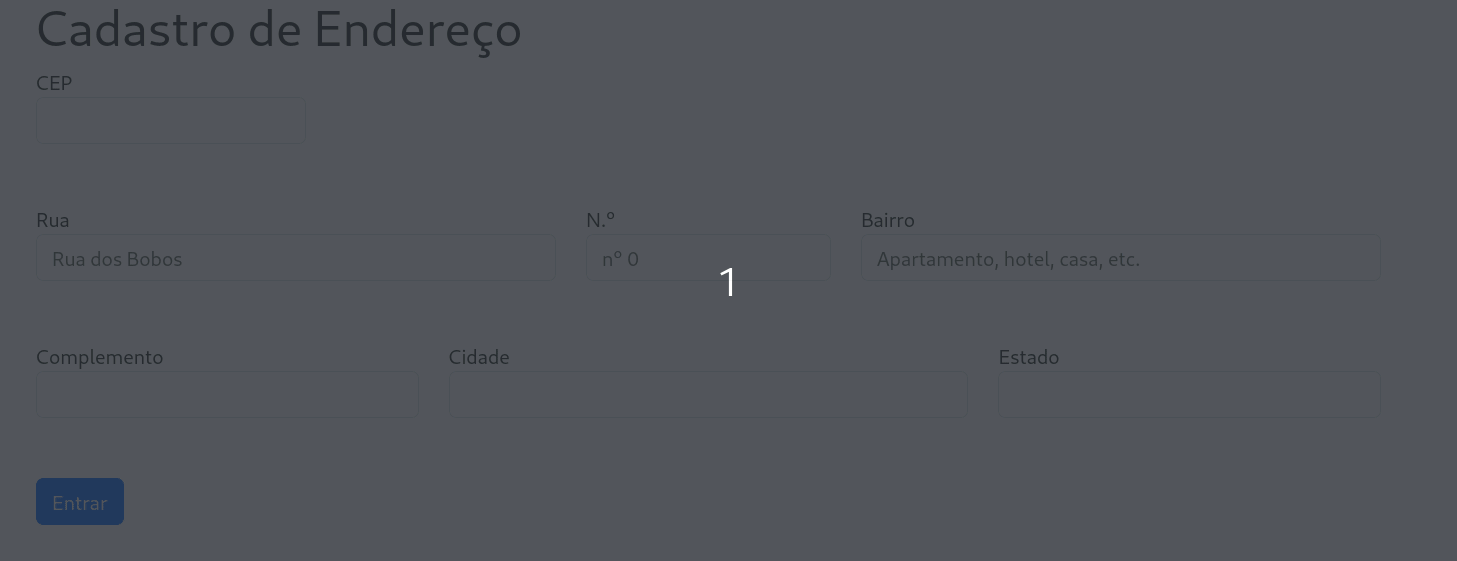 Cadastro de Endereço
CEP
Rua N.º Bairro
Rua dos Bobos nº 0 Apartamento, hotel, casa, etc.
1
Complemento Cidade Estado
Entrar